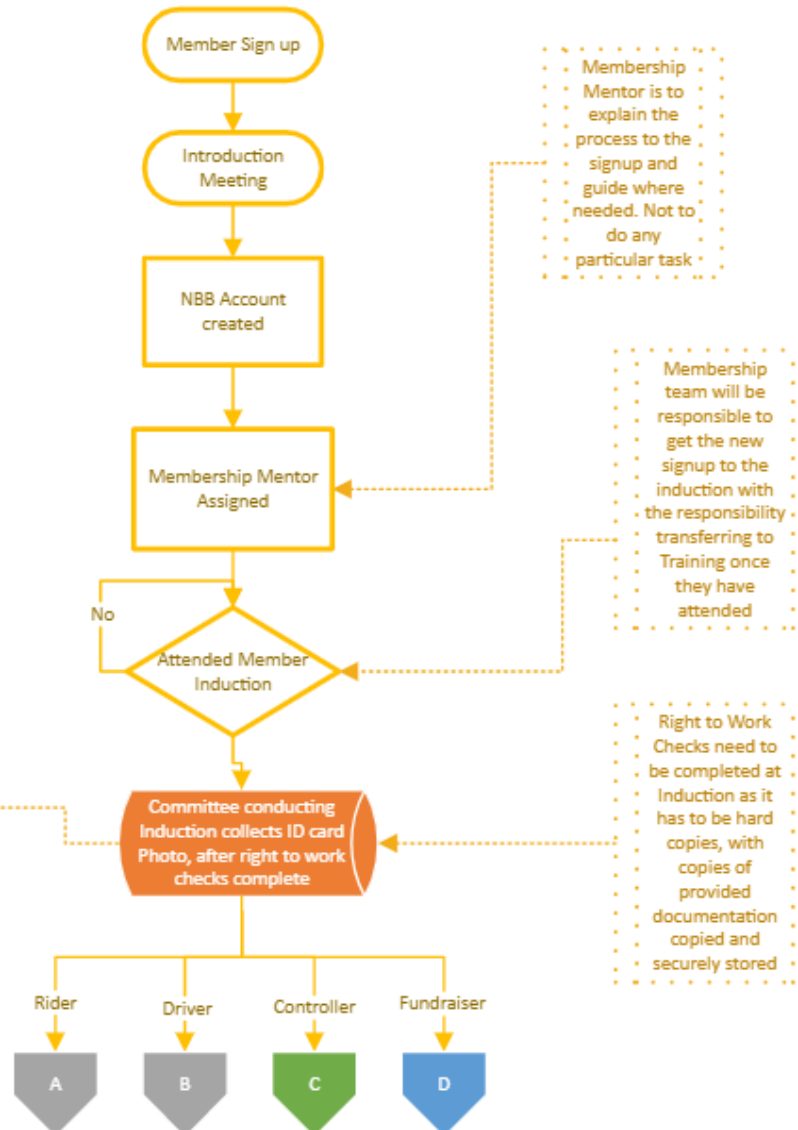 Member Sign up
Membership
Mentor is to
explain the
process to the
signup and
guide where
needed. Not to
do any
particular task
Introduction
Meeting
NBB Account
created
Membership
team will be
responsible to
get the new
signup to the
induction with
the responsibility
transferring to
Training once
they have
attended
Membership Mentor
Assigned
No
Attended Member
Induction
Right to Work
Checks need to
be completed at
Induction as it
has to be hard
copies, with
copies of
provided
documentation
copied and
securely stored
Committee conducting
Induction collects ID card
Photo, after right to work
checks complete
Rider
Driver
Controller
Fundraiser
A
B
C
D